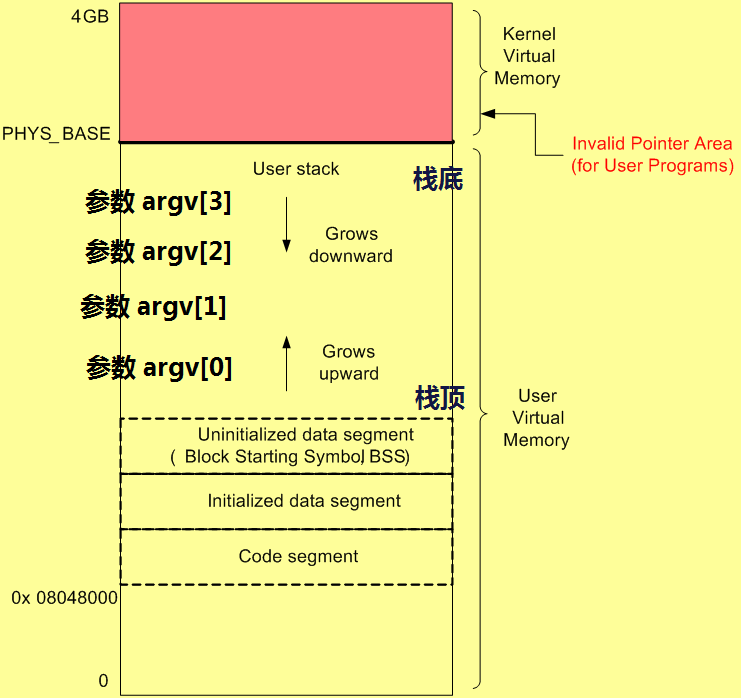 4GB
Kernel
Virtual
Memory
PHYS_BASE
Invalid Pointer Area
(for User Programs)
User stack
栈底
参数 argv[3]
Grows
downward
参数 argv[2]
参数 argv[1]
Grows
upward
参数 argv[0]
栈顶
User
Virtual
Memory
Uninitialized data segment
( Block Starting Symbol, BSS)
Initialized data segment
Code segment
0x 08048000
0